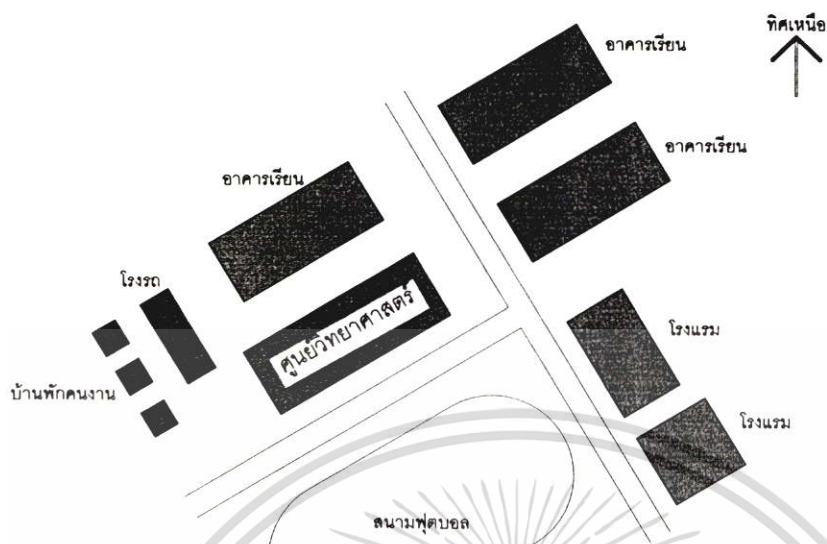 ทิศเหนือ
อาคารเรียน
อาคารเรียน
อาคารเรียน
โรงรถ
ศูนย์วิทยาศาสตร์
โรงแรม
บ้านพักคนงาน
โรงแรม
สนามฟุตบอล